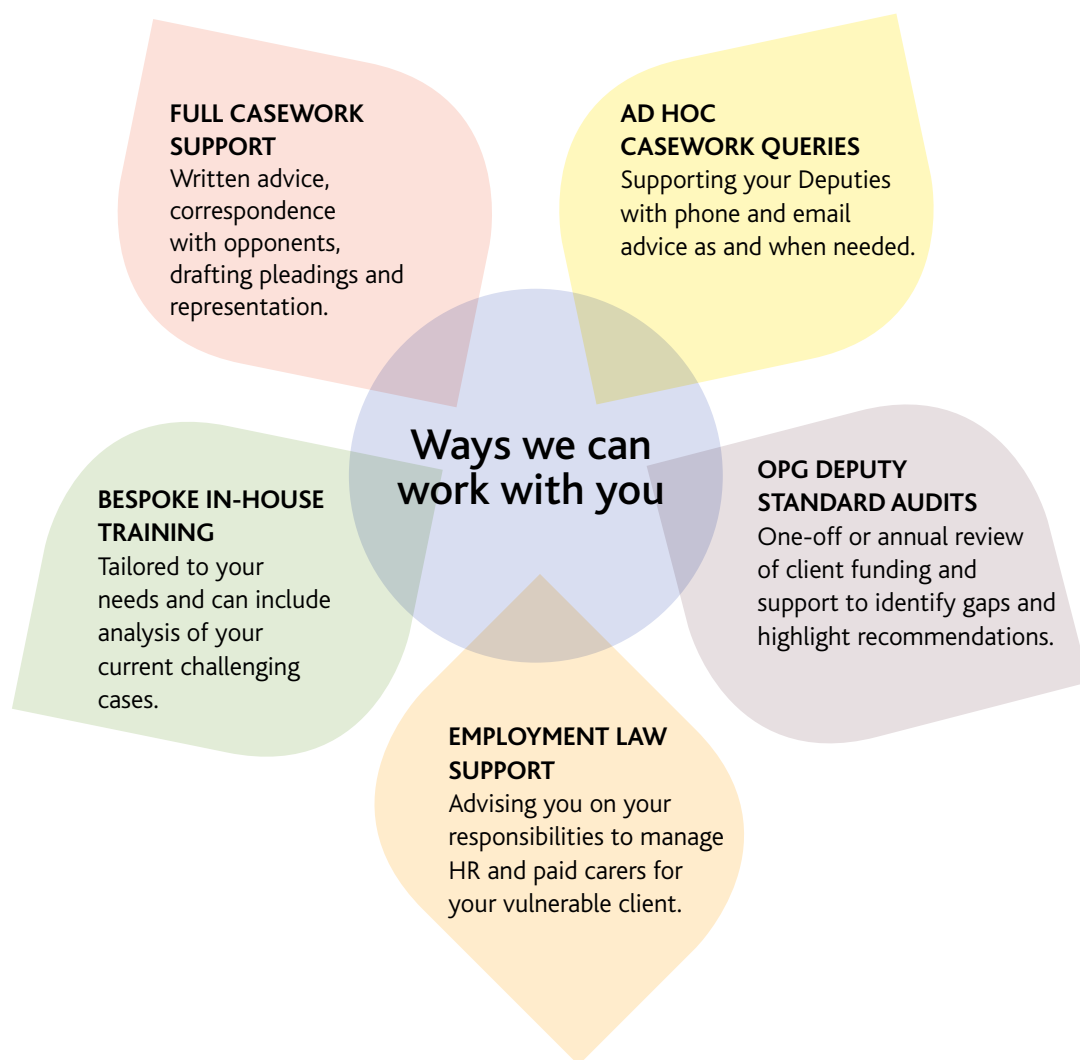 FULL CASEWORK
SUPPORT
Written advice,
correspondence
with opponents,
drafting pleadings and
representation.
AD HOC
CASEWORK QUERIES
Supporting your Deputies
with phone and email
advice as and when needed.
Ways we can
work with you
BESPOKE IN-HOUSE
TRAINING
Tailored to your
needs and can include
analysis of your
current challenging
cases.
OPG DEPUTY
STANDARD AUDITS
One-off or annual review
of client funding and
support to identify gaps and
highlight recommendations.
EMPLOYMENT LAW
SUPPORT
Advising you on your
responsibilities to manage
HR and paid carers for
your vulnerable client.